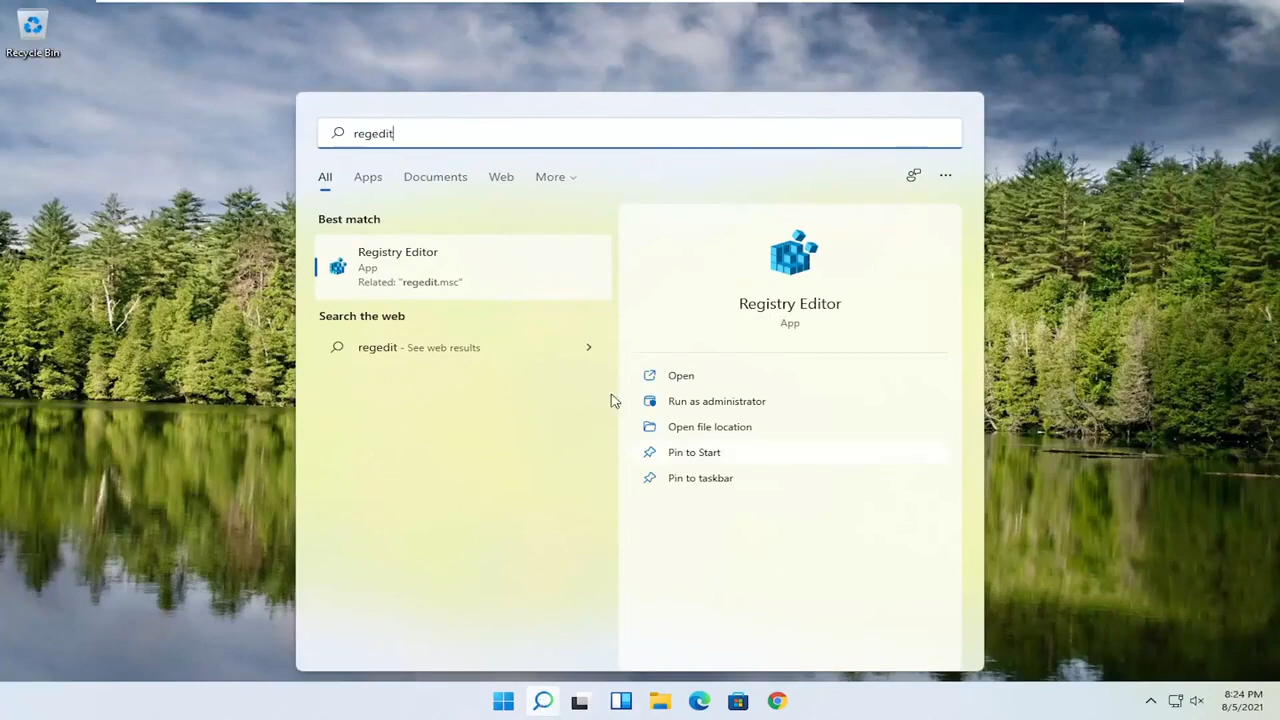 Recycle Bin
regedit
All
Apps
Documents
Web
More
Best match
Registry Editor
App
Related: "regedit.msc"
Search the web
regedit - See web results
Registry Editor
App
Open
Run as administrator
Open file location
Pin to Start
Pin to taskbar
8:24 PM
8/5/2021